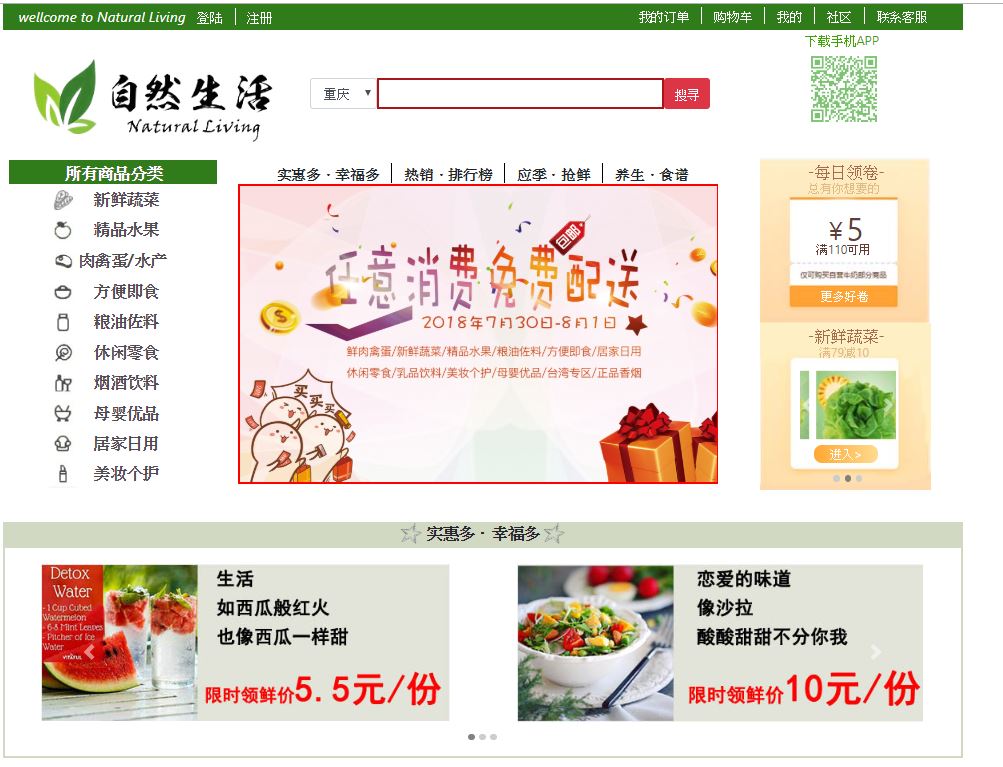 wellcome to Natural Living 登陆 注册 我的订单 购物车 我的 社区 联系客服
下载手机APP
自然生活
Natural Living
重庆 搜寻
所有商品分类
新鲜蔬菜
精品水果
肉禽蛋/水产
方便即食
粮油佐料
休闲零食
烟酒饮料
母婴优品
居家日用
美妆个护
实惠多 · 幸福多 热销 · 排行榜 应季 · 抢鲜 养生 · 食谱
包邮
任意消费免费配送
2018年7月30日-8月1日
鲜肉禽蛋/新鲜蔬菜/精品水果/粮油佐料/方便即食/居家日用
休闲零食/乳品饮料/美妆个护/母婴优品/台湾专区/正品香烟
买买买
-每日领卷-
总有你想要的
¥5
满110可用
仅可购买自营牛奶部分商品
更多好卷
-新鲜蔬菜-
满79减10
进入 >
实惠多 · 幸福多
Detox
Water
- 1 Cup Cubed
Watermelon
- 6-8 Mint Leaves
- Pitcher of Ice
Water
生活
如西瓜般红火
也像西瓜一样甜
限时领鲜价5.5元/份
恋爱的味道
像沙拉
酸酸甜甜不分你我
限时领鲜价10元/份